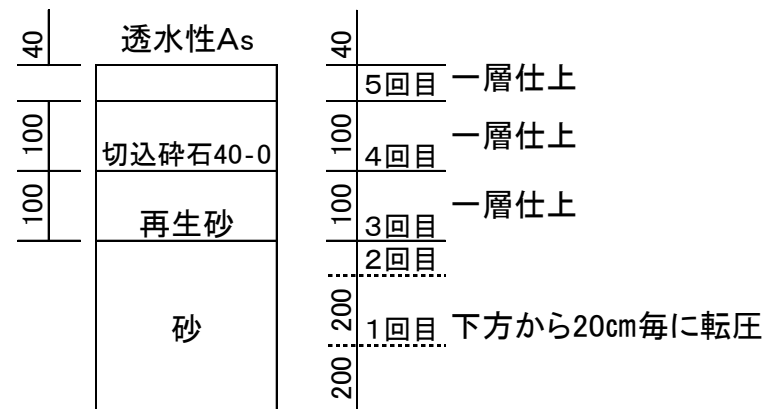 40
透水性As
40
5回目
一層仕上
100
100
一層仕上
切込砕石40-0
4回目
100
100
一層仕上
再生砂
3回目
2回目
砂
200
1回目
下方から20㎝毎に転圧
200